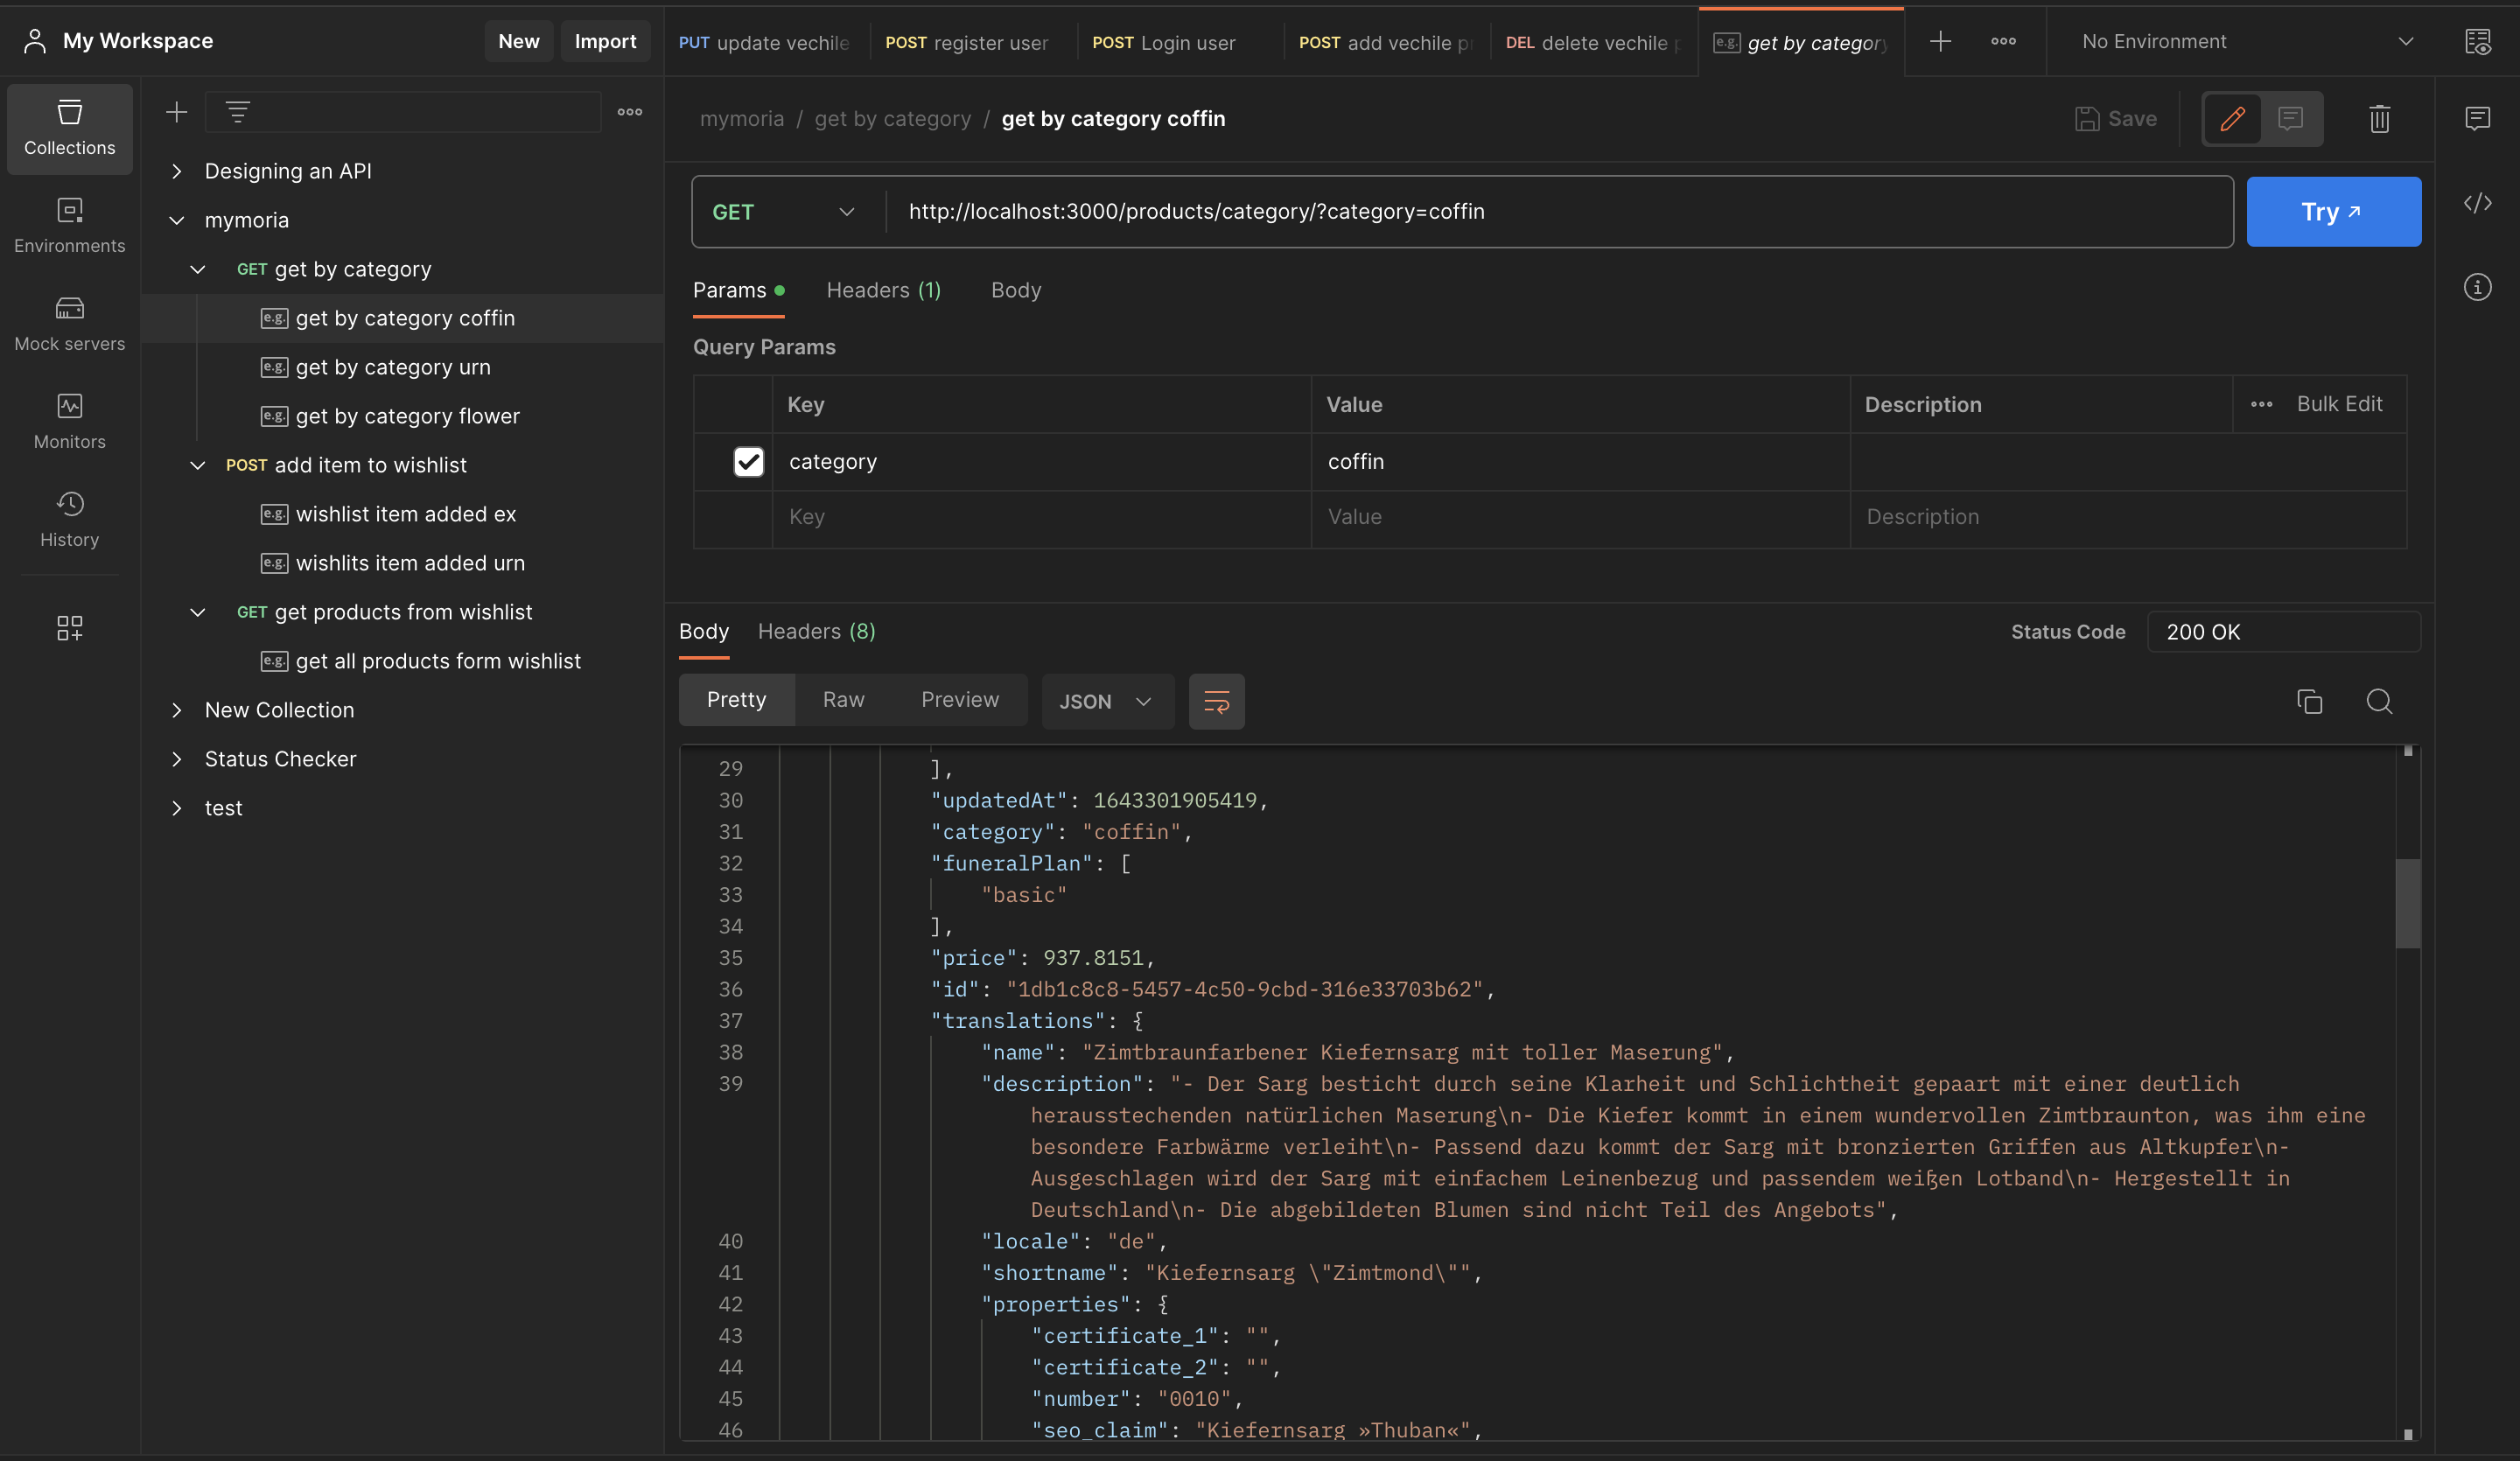 My Workspace
New
Import
PUT update vechile
POST register user
POST Login user
POST add vechile p
DEL delete vechile
e.g. get by category
No Environment
Collections
Environments
Mock servers
Monitors
History
Designing an API
mymoria
GET get by category
e.g. get by category coffin
e.g. get by category urn
e.g. get by category flower
POST add item to wishlist
e.g. wishlist item added ex
e.g. wishlits item added urn
GET get products from wishlist
e.g. get all products form wishlist
New Collection
Status Checker
test
mymoria / get by category / get by category coffin
Save
GET
http://localhost:3000/products/category/?category=coffin
Try
Params
Headers (1)
Body
Query Params
Key
Value
Description
Bulk Edit
category
coffin
Key
Value
Description
Body
Headers (8)
Status Code
200 OK
Pretty
Raw
Preview
JSON
29 ],
30 "updatedAt": 1643301905419,
31 "category": "coffin",
32 "funeralPlan": [
33 "basic"
34 ],
35 "price": 937.8151,
36 "id": "1db1c8c8-5457-4c50-9cbd-316e33703b62",
37 "translations": {
38 "name": "Zimtbraunfarbener Kiefernsarg mit toller Maserung",
39 "description": "- Der Sarg besticht durch seine Klarheit und Schlichtheit gepaart mit einer deutlich
herausstechenden natürlichen Maserung\n- Die Kiefer kommt in einem wundervollen Zimtbraunton, was ihm eine
besondere Farbwärme verleiht\n- Passend dazu kommt der Sarg mit bronzierten Griffen aus Altkupfer\n-
Ausgeschlagen wird der Sarg mit einfachem Leinenbezug und passendem weißen Lotband\n- Hergestellt in
Deutschland\n- Die abgebildeten Blumen sind nicht Teil des Angebots",
40 "locale": "de",
41 "shortname": "Kiefernsarg \"Zimtmond\"",
42 "properties": {
43 "certificate_1": "",
44 "certificate_2": "",
45 "number": "0010",
46 "seo_claim": "Kiefernsarg »Thuban«",